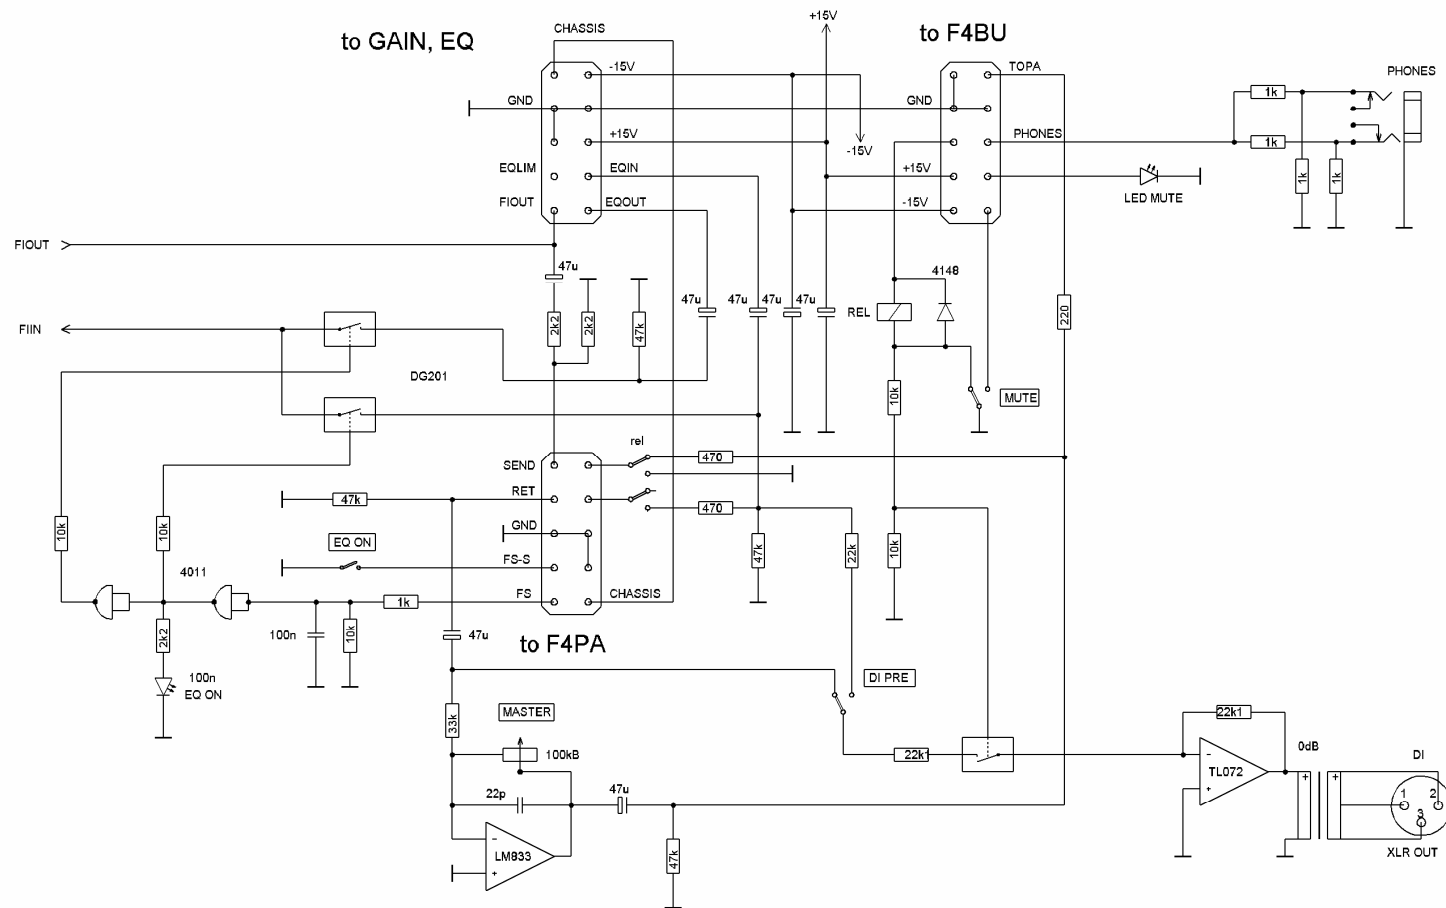 CHASSIS
+15V
to GAIN, EQ
to F4BU
-15V
TOPA
PHONES
GND
GND
1k
+15V
-15V
PHONES
1k
EQLIM
EQIN
+15V
1k
1k
LED MUTE
FIOUT
EQOUT
-15V
FIOUT
47u
4148
47u
47u
47u
47u
REL
220
FIIN
2k2
2k2
47k
DG201
10k
MUTE
rel
SEND
470
RET
47k
470
10k
10k
GND
EQ ON
47k
22k
10k
4011
FS-S
FS
CHASSIS
1k
2k2
100n
10k
47u
to F4PA
100n
EQ ON
DI PRE
33k
MASTER
22k1
100kB
22k1
0dB
DI
TL072
22p
47u
1
2
3
LM833
47k
XLR OUT